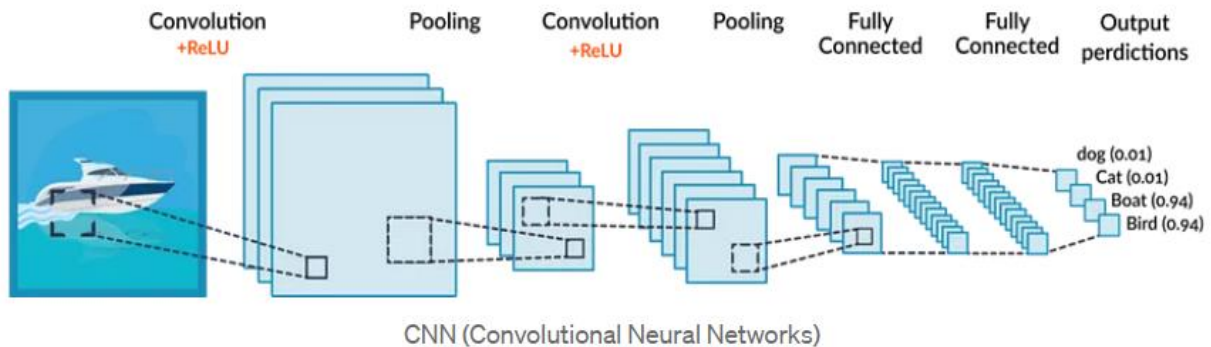 Convolution
+ReLU
Pooling
Convolution
+ReLU
Pooling
Fully
Connected
Fully
Connected
Output
perdictions
dog (0.01)
Cat (0.01)
Boat (0.94)
Bird (0.94)
CNN (Convolutional Neural Networks)